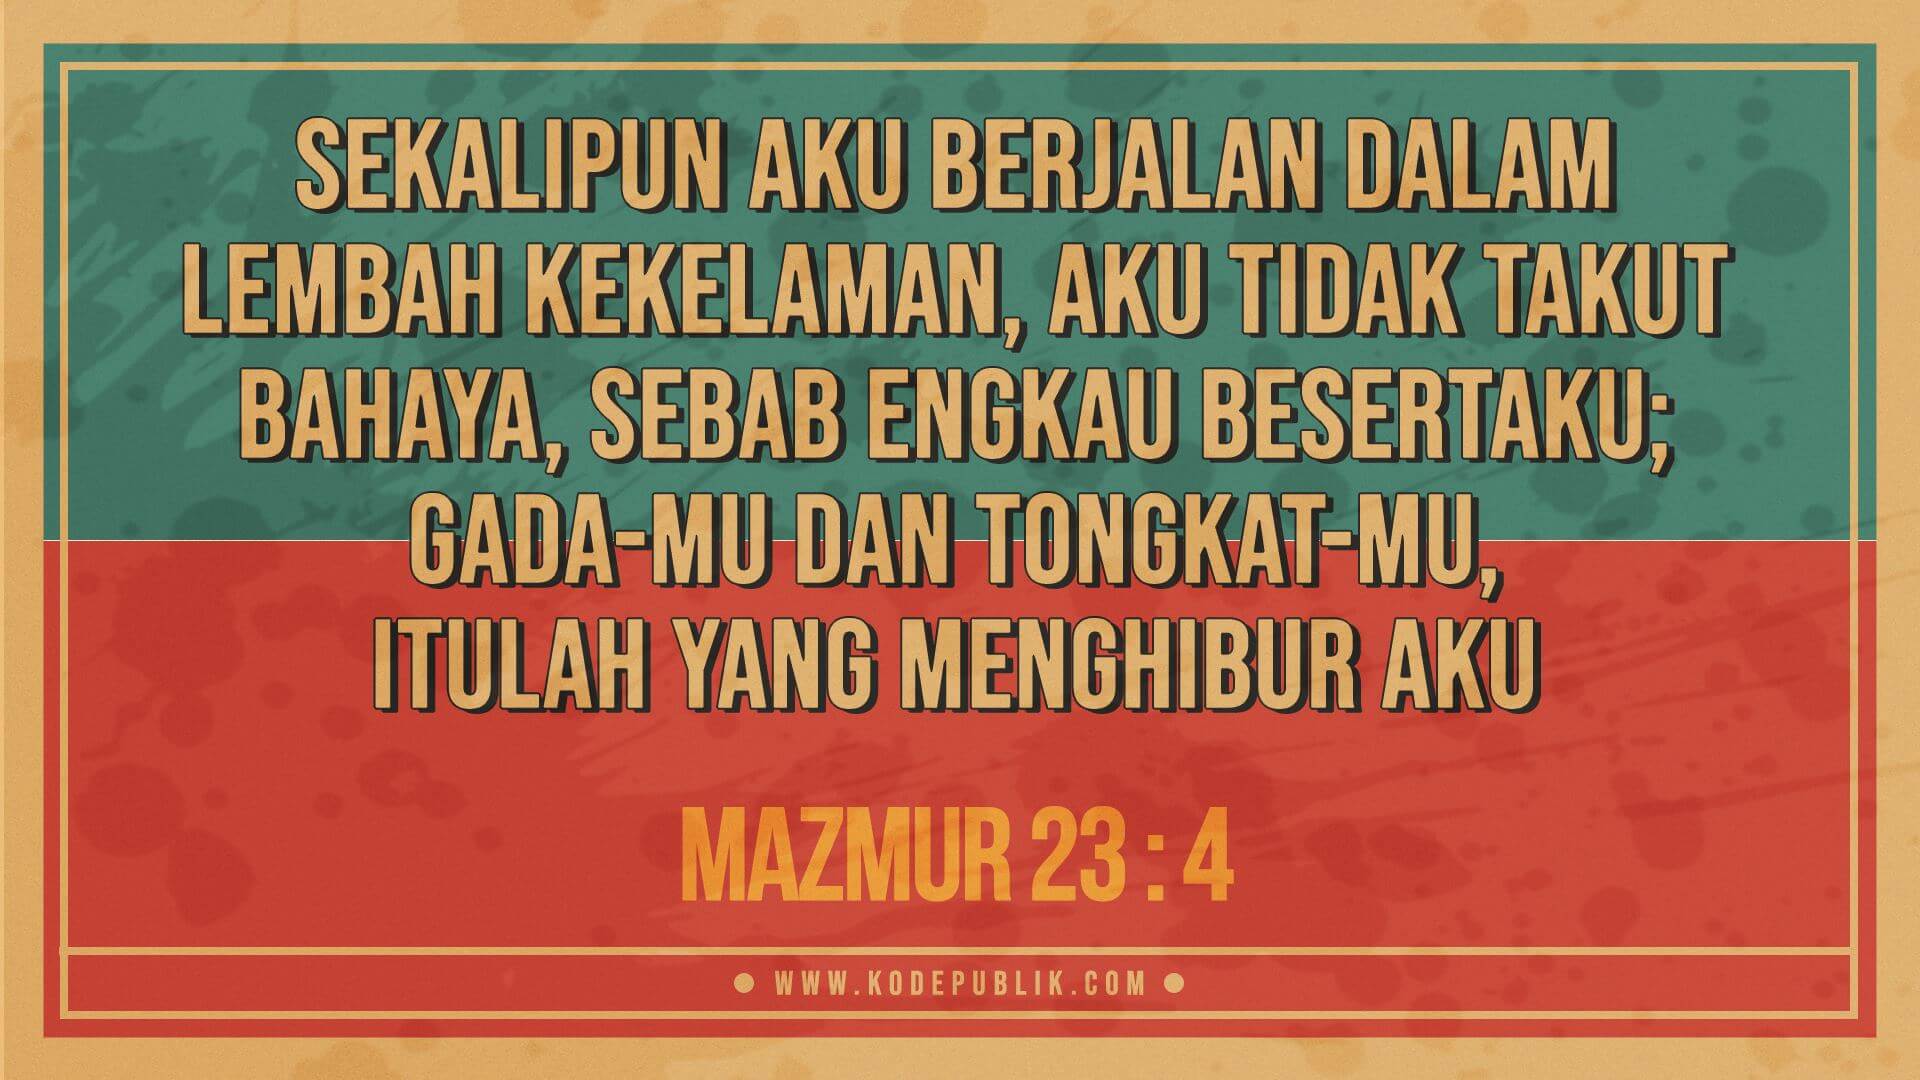 SEKALIPUN AKU BERJALAN DALAM
LEMBAH KEKELAMAN, AKU TIDAK TAKUT
BAHAYA, SEBAB ENGKAU BESERTAKU;
GADA-MU DAN TONGKAT-MU,
ITULAH YANG MENGHIBUR AKU
MAZMUR 23 : 4
WWW.KODEPUBLIK.COM